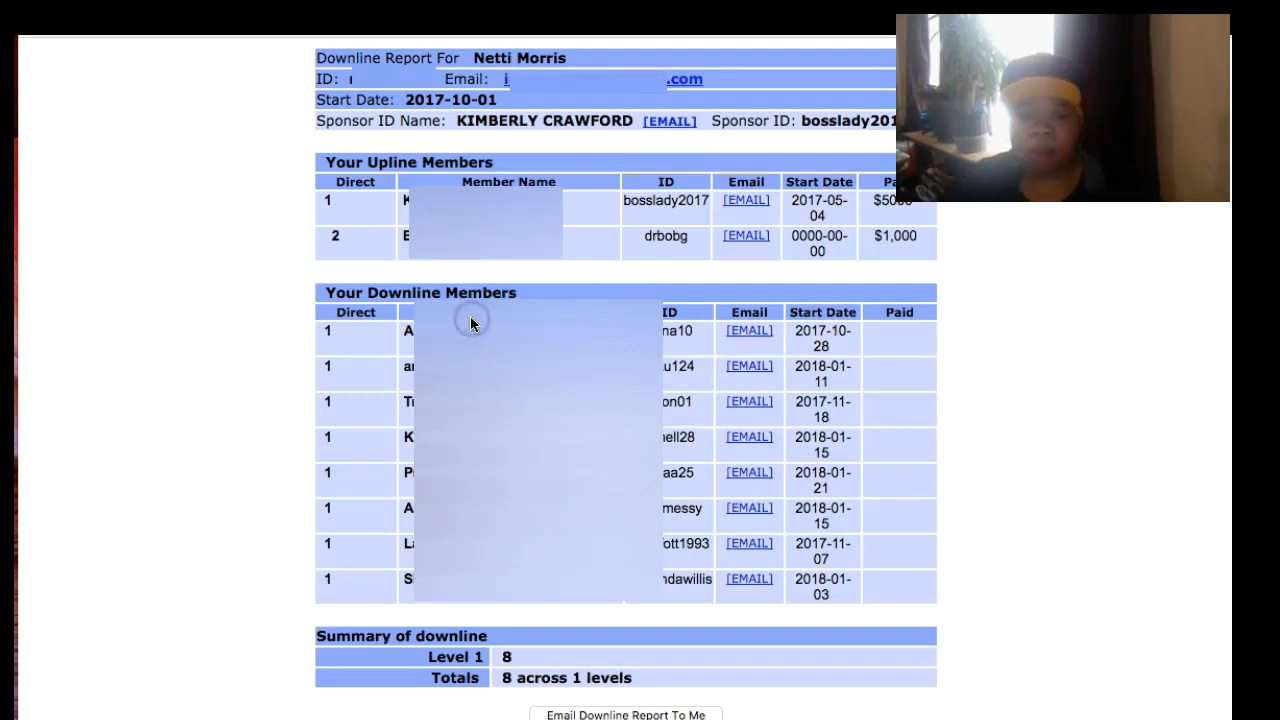 Downline Report For Netti Morris
ID: Email: i .com
Start Date: 2017-10-01
Sponsor ID Name: KIMBERLY CRAWFORD [EMAIL] Sponsor ID: bosslady201
Your Upline Members
Direct Member Name ID Email Start Date Pa
1 K bosslady2017 [EMAIL] 2017-05-
04
2 E drbobg [EMAIL] 0000-00- $1,000
00
Your Downline Members
Direct ID Email Start Date Paid
1 A na10 [EMAIL] 2017-10-
28
1 ar u124 [EMAIL] 2018-01-
11
1 Tu on01 [EMAIL] 2017-11-
18
1 K nell28 [EMAIL] 2018-01-
15
1 P aa25 [EMAIL] 2018-01-
21
1 A messy [EMAIL] 2018-01-
15
1 La ott1993 [EMAIL] 2017-11-
07
1 S ndawillis [EMAIL] 2018-01-
03
Summary of downline
Level 1 8
Totals 8 across 1 levels
Email Downline Report To Me